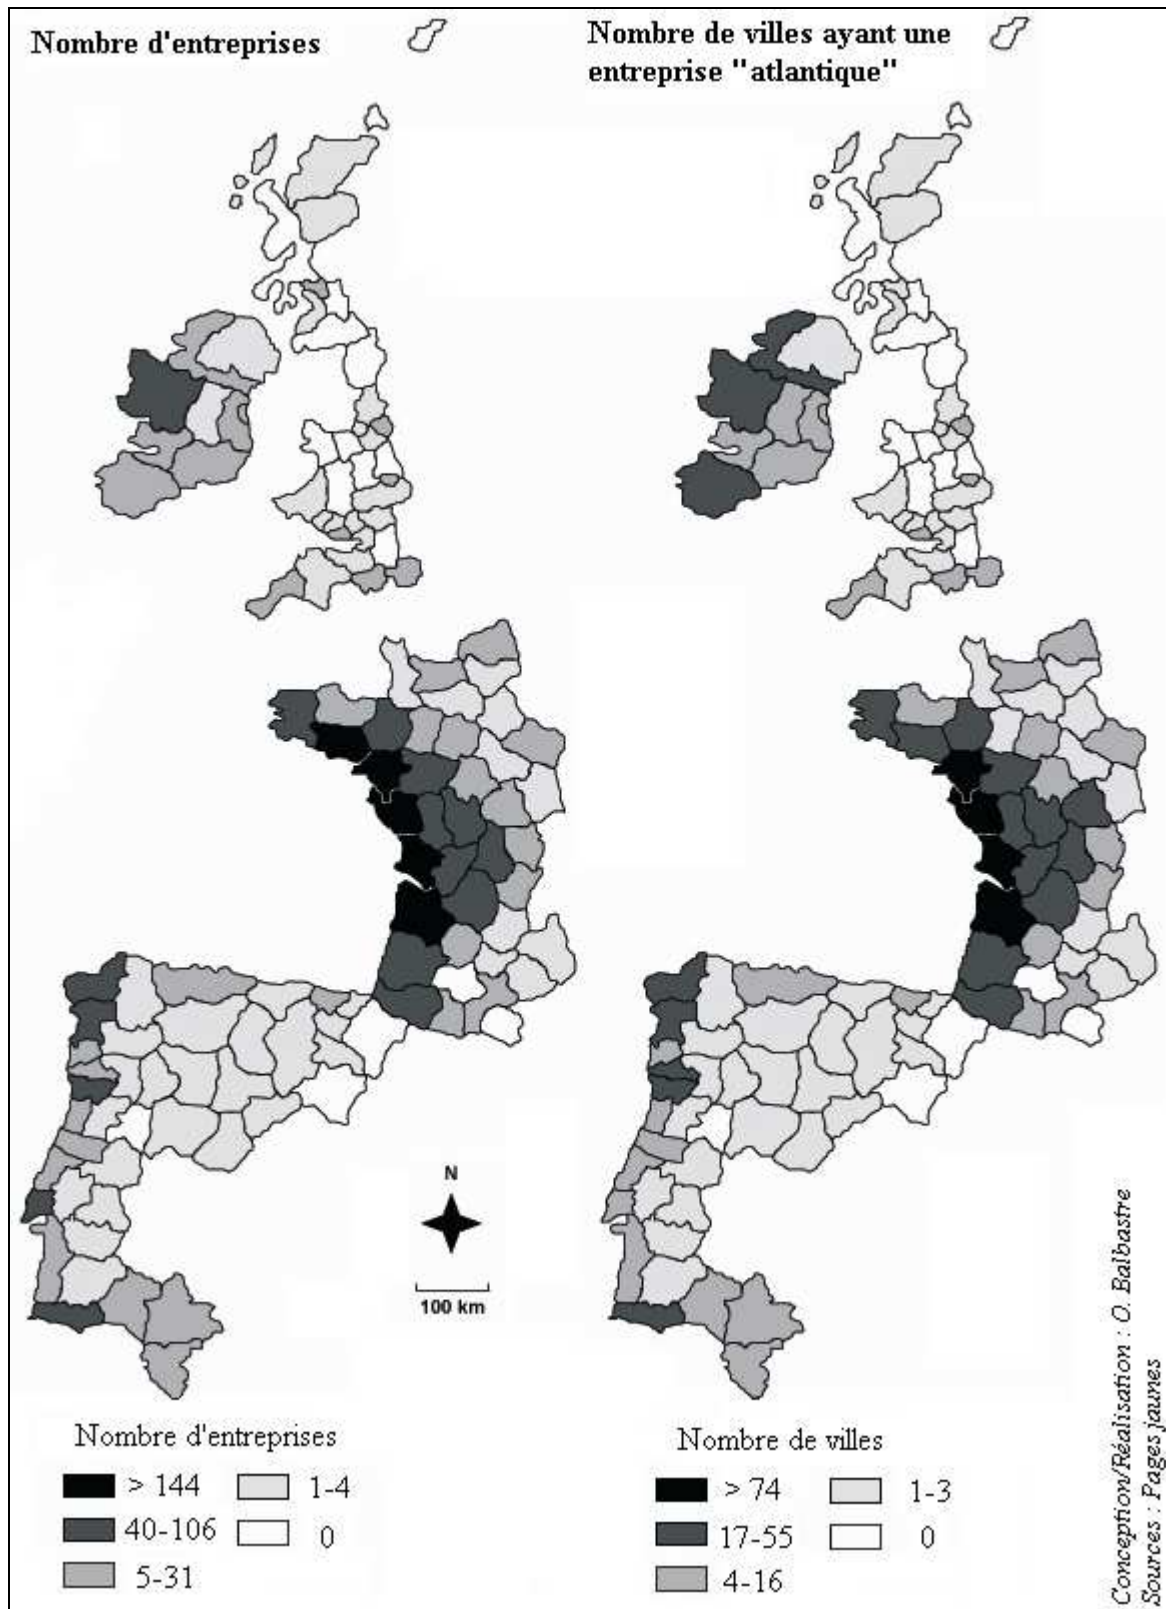 Nombre d'entreprises
Nombre de villes ayant une
entreprise "atlantique"
N
100 km
Nombre d'entreprises
> 144
1-4
40-106
0
5-31
Nombre de villes
> 74
1-3
17-55
0
4-16
Conception/Réalisation : O. Balbastre
Sources : Pages jaunes